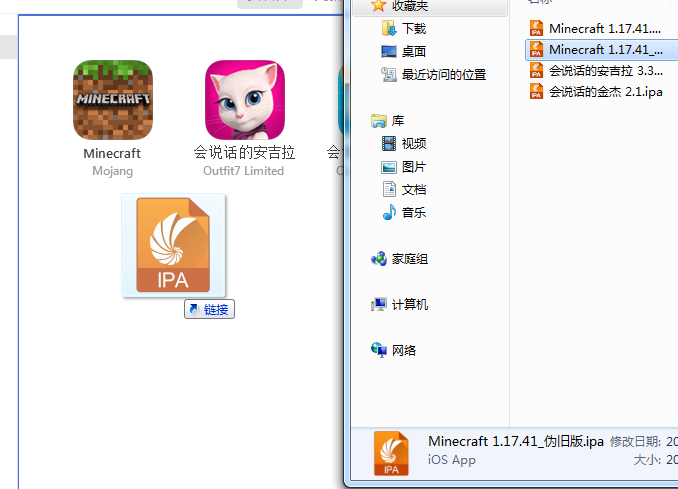 MINECRAFT
Minecraft
Mojang
会说话的安吉拉
Outfit7 Limited
IPA
链接
收藏夹
下载
桌面
最近访问的位置
库
视频
图片
文档
音乐
家庭组
计算机
网络
名称
Minecraft 1.17.41....
Minecraft 1.17.41_...
会说话的安吉拉 3.3...
会说话的金杰 2.1.ipa
IPA
Minecraft 1.17.41_伪旧版.ipa 修改日期: 20
iOS App 大小: 20